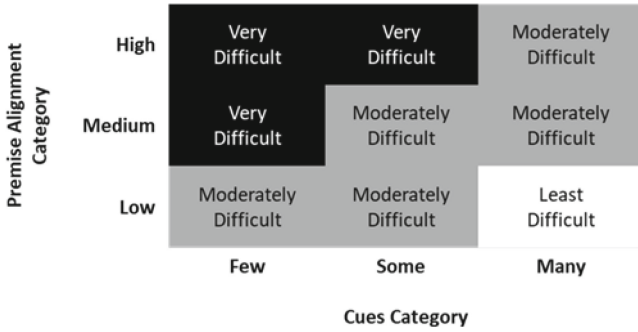 Premise Alignment
Category
High
Very
Difficult
Very
Difficult
Moderately
Difficult
Medium
Very
Difficult
Moderately
Difficult
Moderately
Difficult
Low
Moderately
Difficult
Moderately
Difficult
Least
Difficult
Few
Some
Many
Cues Category